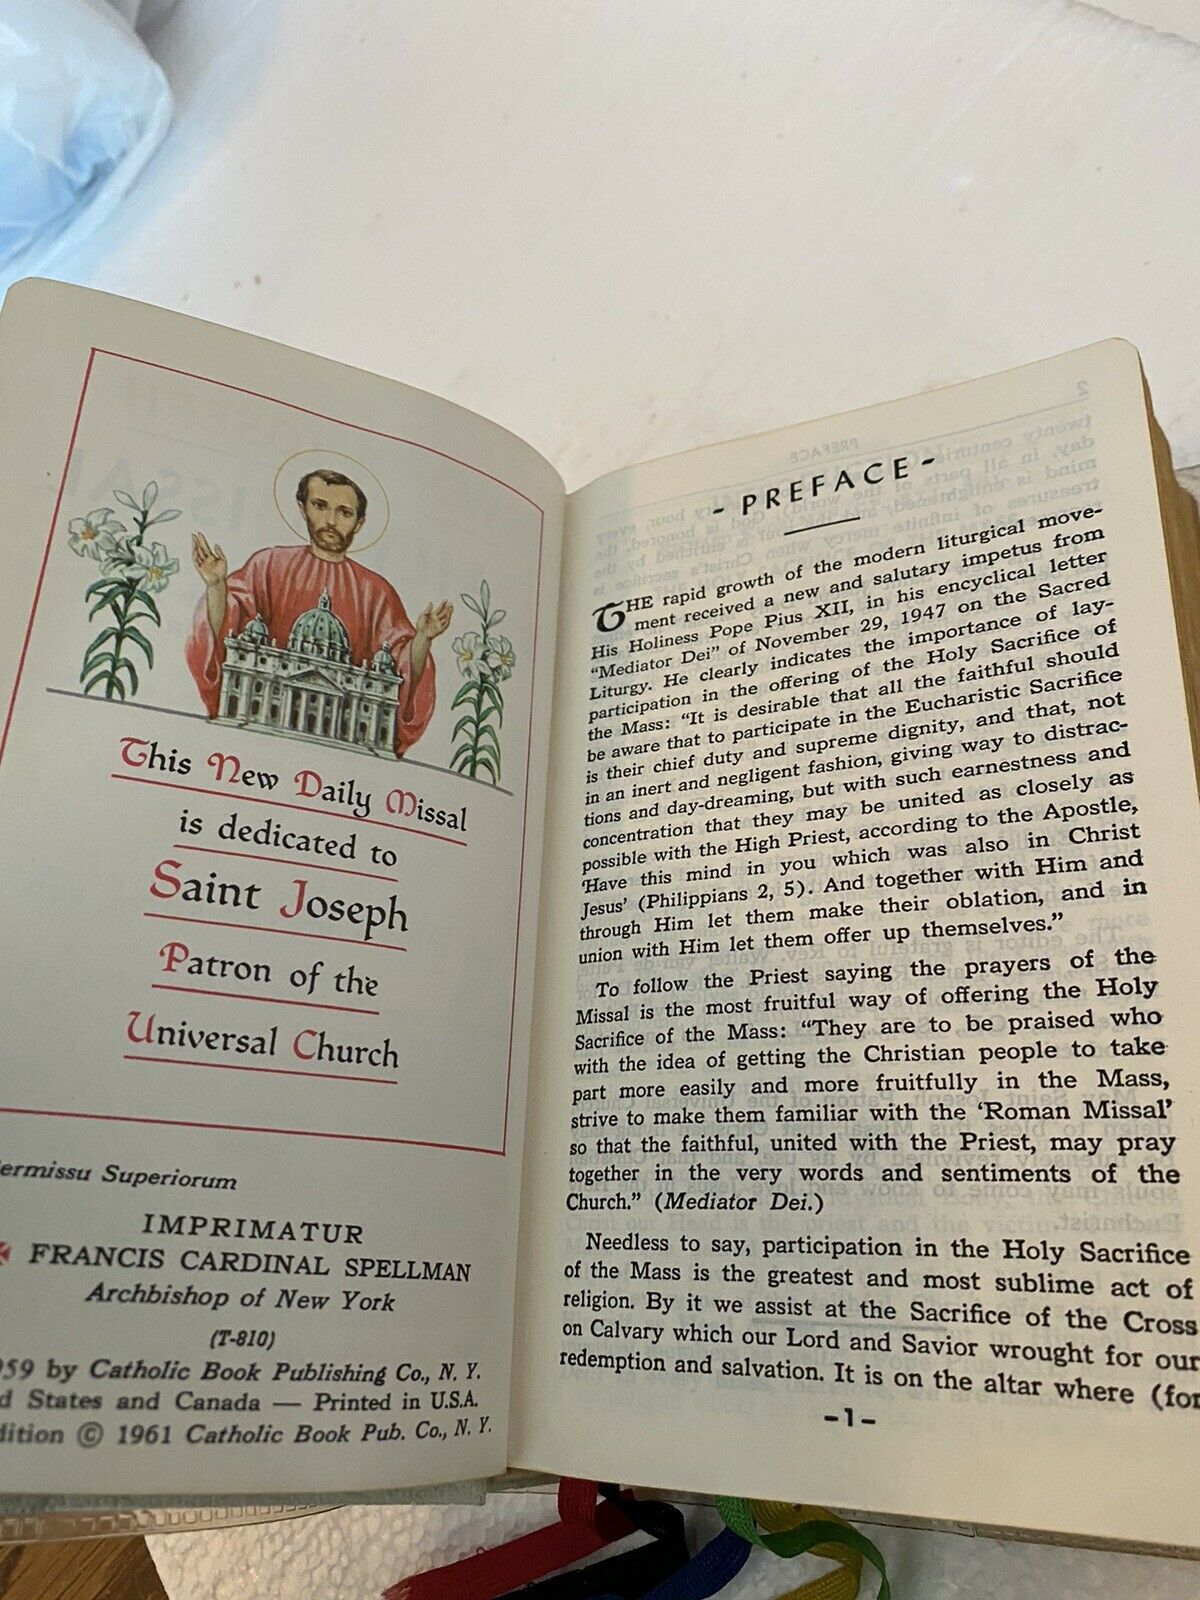 This New Daily Missal
is dedicated to
Saint Joseph
Patron of the
Universal Church
ermissu Superiorum
IMPRIMATUR
✠ FRANCIS CARDINAL SPELLMAN
Archbishop of New York
(T-810)
959 by Catholic Book Publishing Co., N. Y.
d States and Canada — Printed in U.S.A.
dition © 1961 Catholic Book Pub. Co., N. Y.
- PREFACE -
THE rapid growth of the modern liturgical move-
ment received a new and salutary impetus from
His Holiness Pope Pius XII, in his encyclical letter
"Mediator Dei" of November 29, 1947 on the Sacred
Liturgy. He clearly indicates the importance of lay-
participation in the offering of the Holy Sacrifice of
the Mass: "It is desirable that all the faithful should
be aware that to participate in the Eucharistic Sacrifice
is their chief duty and supreme dignity, and that, not
in an inert and negligent fashion, giving way to distrac-
tions and day-dreaming, but with such earnestness and
concentration that they may be united as closely as
possible with the High Priest, according to the Apostle,
'Have this mind in you which was also in Christ
Jesus' (Philippians 2, 5). And together with Him and
through Him let them make their oblation, and in
union with Him let them offer up themselves."
To follow the Priest saying the prayers of the
Missal is the most fruitful way of offering the Holy
Sacrifice of the Mass: "They are to be praised who
with the idea of getting the Christian people to take
part more easily and more fruitfully in the Mass,
strive to make them familiar with the 'Roman Missal'
so that the faithful, united with the Priest, may pray
together in the very words and sentiments of the
Church." (Mediator Dei.)
Needless to say, participation in the Holy Sacrifice
of the Mass is the greatest and most sublime act of
religion. By it we assist at the Sacrifice of the Cross
on Calvary which our Lord and Savior wrought for our
redemption and salvation. It is on the altar where (for
-1-